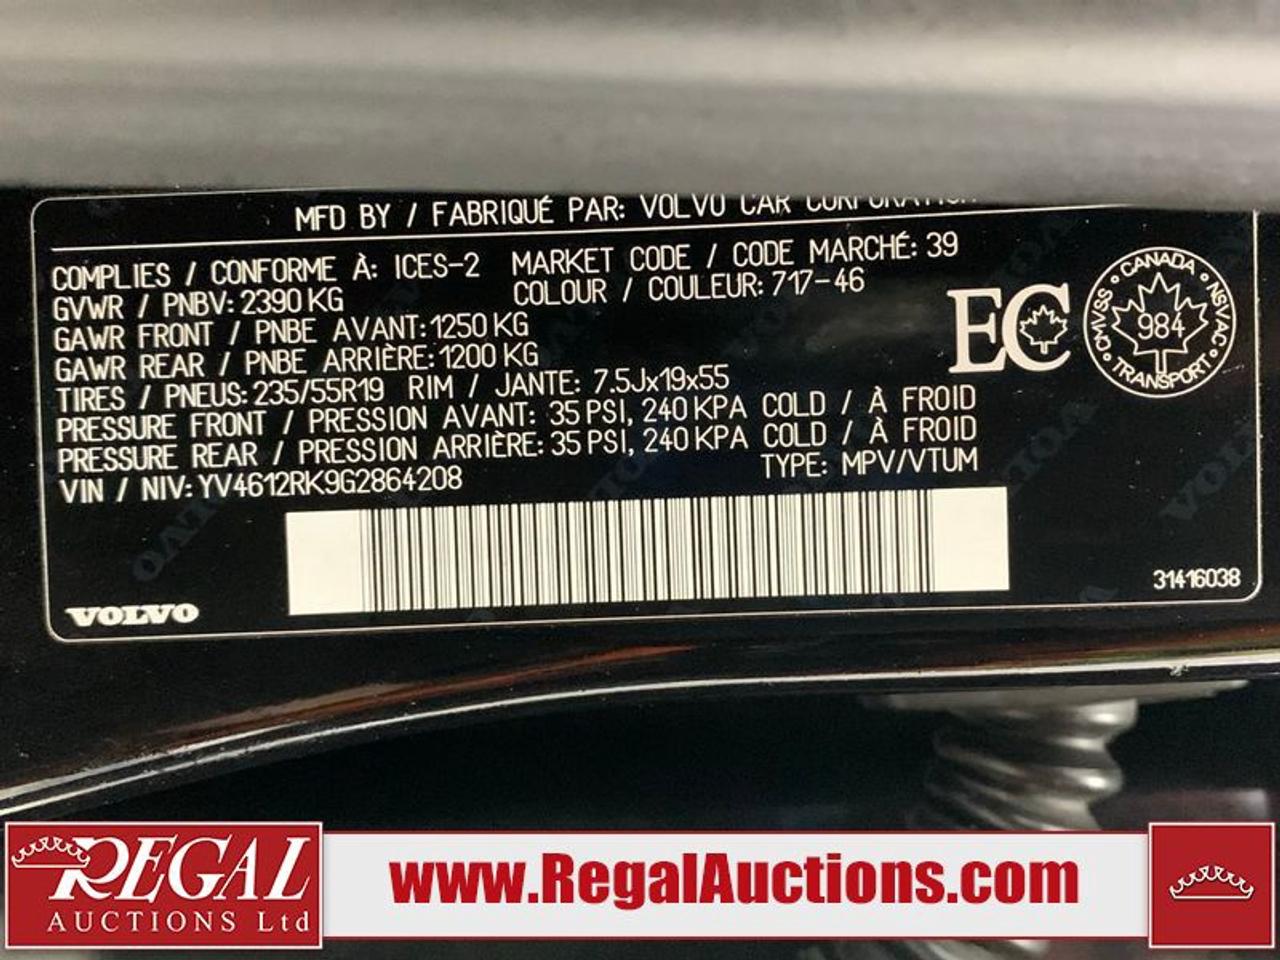 MFD BY / FABRIQUÉ PAR: VOLVO CAR CORPORATION
COMPLIES / CONFORME À: ICES-2
MARKET CODE / CODE MARCHÉ: 39
GVWR / PNBV: 2390 KG
COLOUR / COULEUR: 717-46
GAWR FRONT / PNBE AVANT: 1250 KG
GAWR REAR / PNBE ARRIÈRE: 1200 KG
TIRES / PNEUS: 235/55R19 RIM / JANTE: 7.5Jx19x55
PRESSURE FRONT / PRESSION AVANT: 35 PSI, 240 KPA COLD / À FROID
PRESSURE REAR / PRESSION ARRIÈRE: 35 PSI, 240 KPA COLD / À FROID
VIN / NIV: YV4612RK9G2864208
TYPE: MPV/VTUM
EC
CANADA
CMVSS 984 NSVAC
TRANSPORT
31416038
VOLVO
REGAL
AUCTIONS Ltd
www.RegalAuctions.com